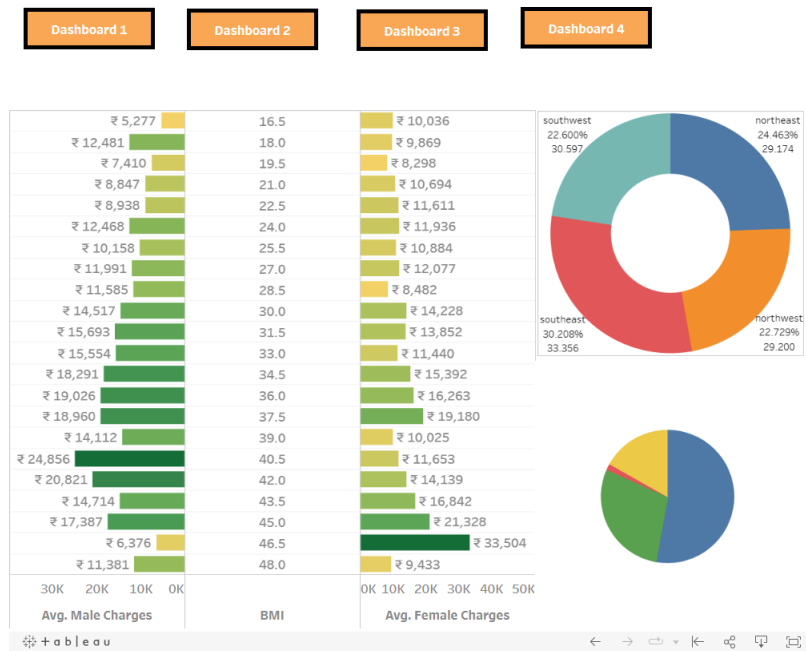 Dashboard 1
Dashboard 2
Dashboard 3
Dashboard 4
₹ 5,277 16.5 ₹ 10,036
₹ 12,481 18.0 ₹ 9,869
₹ 7,410 19.5 ₹ 8,298
₹ 8,847 21.0 ₹ 10,694
₹ 8,938 22.5 ₹ 11,611
₹ 12,468 24.0 ₹ 11,936
₹ 10,158 25.5 ₹ 10,884
₹ 11,991 27.0 ₹ 12,077
₹ 11,585 28.5 ₹ 8,482
₹ 14,517 30.0 ₹ 14,228
₹ 15,693 31.5 ₹ 13,852
₹ 15,554 33.0 ₹ 11,440
₹ 18,291 34.5 ₹ 15,392
₹ 19,026 36.0 ₹ 16,263
₹ 18,960 37.5 ₹ 19,180
₹ 14,112 39.0 ₹ 10,025
₹ 24,856 40.5 ₹ 11,653
₹ 20,821 42.0 ₹ 14,139
₹ 14,714 43.5 ₹ 16,842
₹ 17,387 45.0 ₹ 21,328
₹ 6,376 46.5 ₹ 33,504
₹ 11,381 48.0 ₹ 9,433
30K 20K 10K 0K 0K 10K 20K 30K 40K 50K
Avg. Male Charges BMI Avg. Female Charges
southwest
22.600%
30.597
northeast
24.463%
29.174
southeast
30.208%
33.356
northwest
22.729%
29.200
+ableau